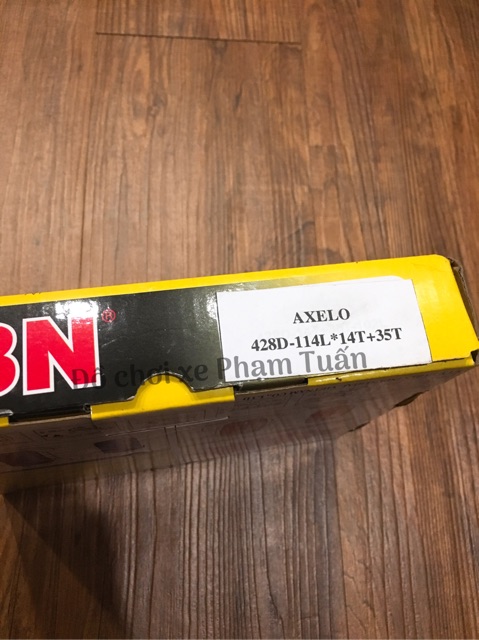 BN®
AXELO
428D-114L*14T+35T
Đồ chơi xe Phạm Tuấn